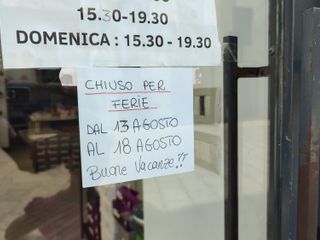 15.30-19.30
DOMENICA : 15.30 - 19.30
CHIUSO PER
FERIE
DAL 13 AGOSTO
AL 18 AGOSTO
Buone Vacanze!!